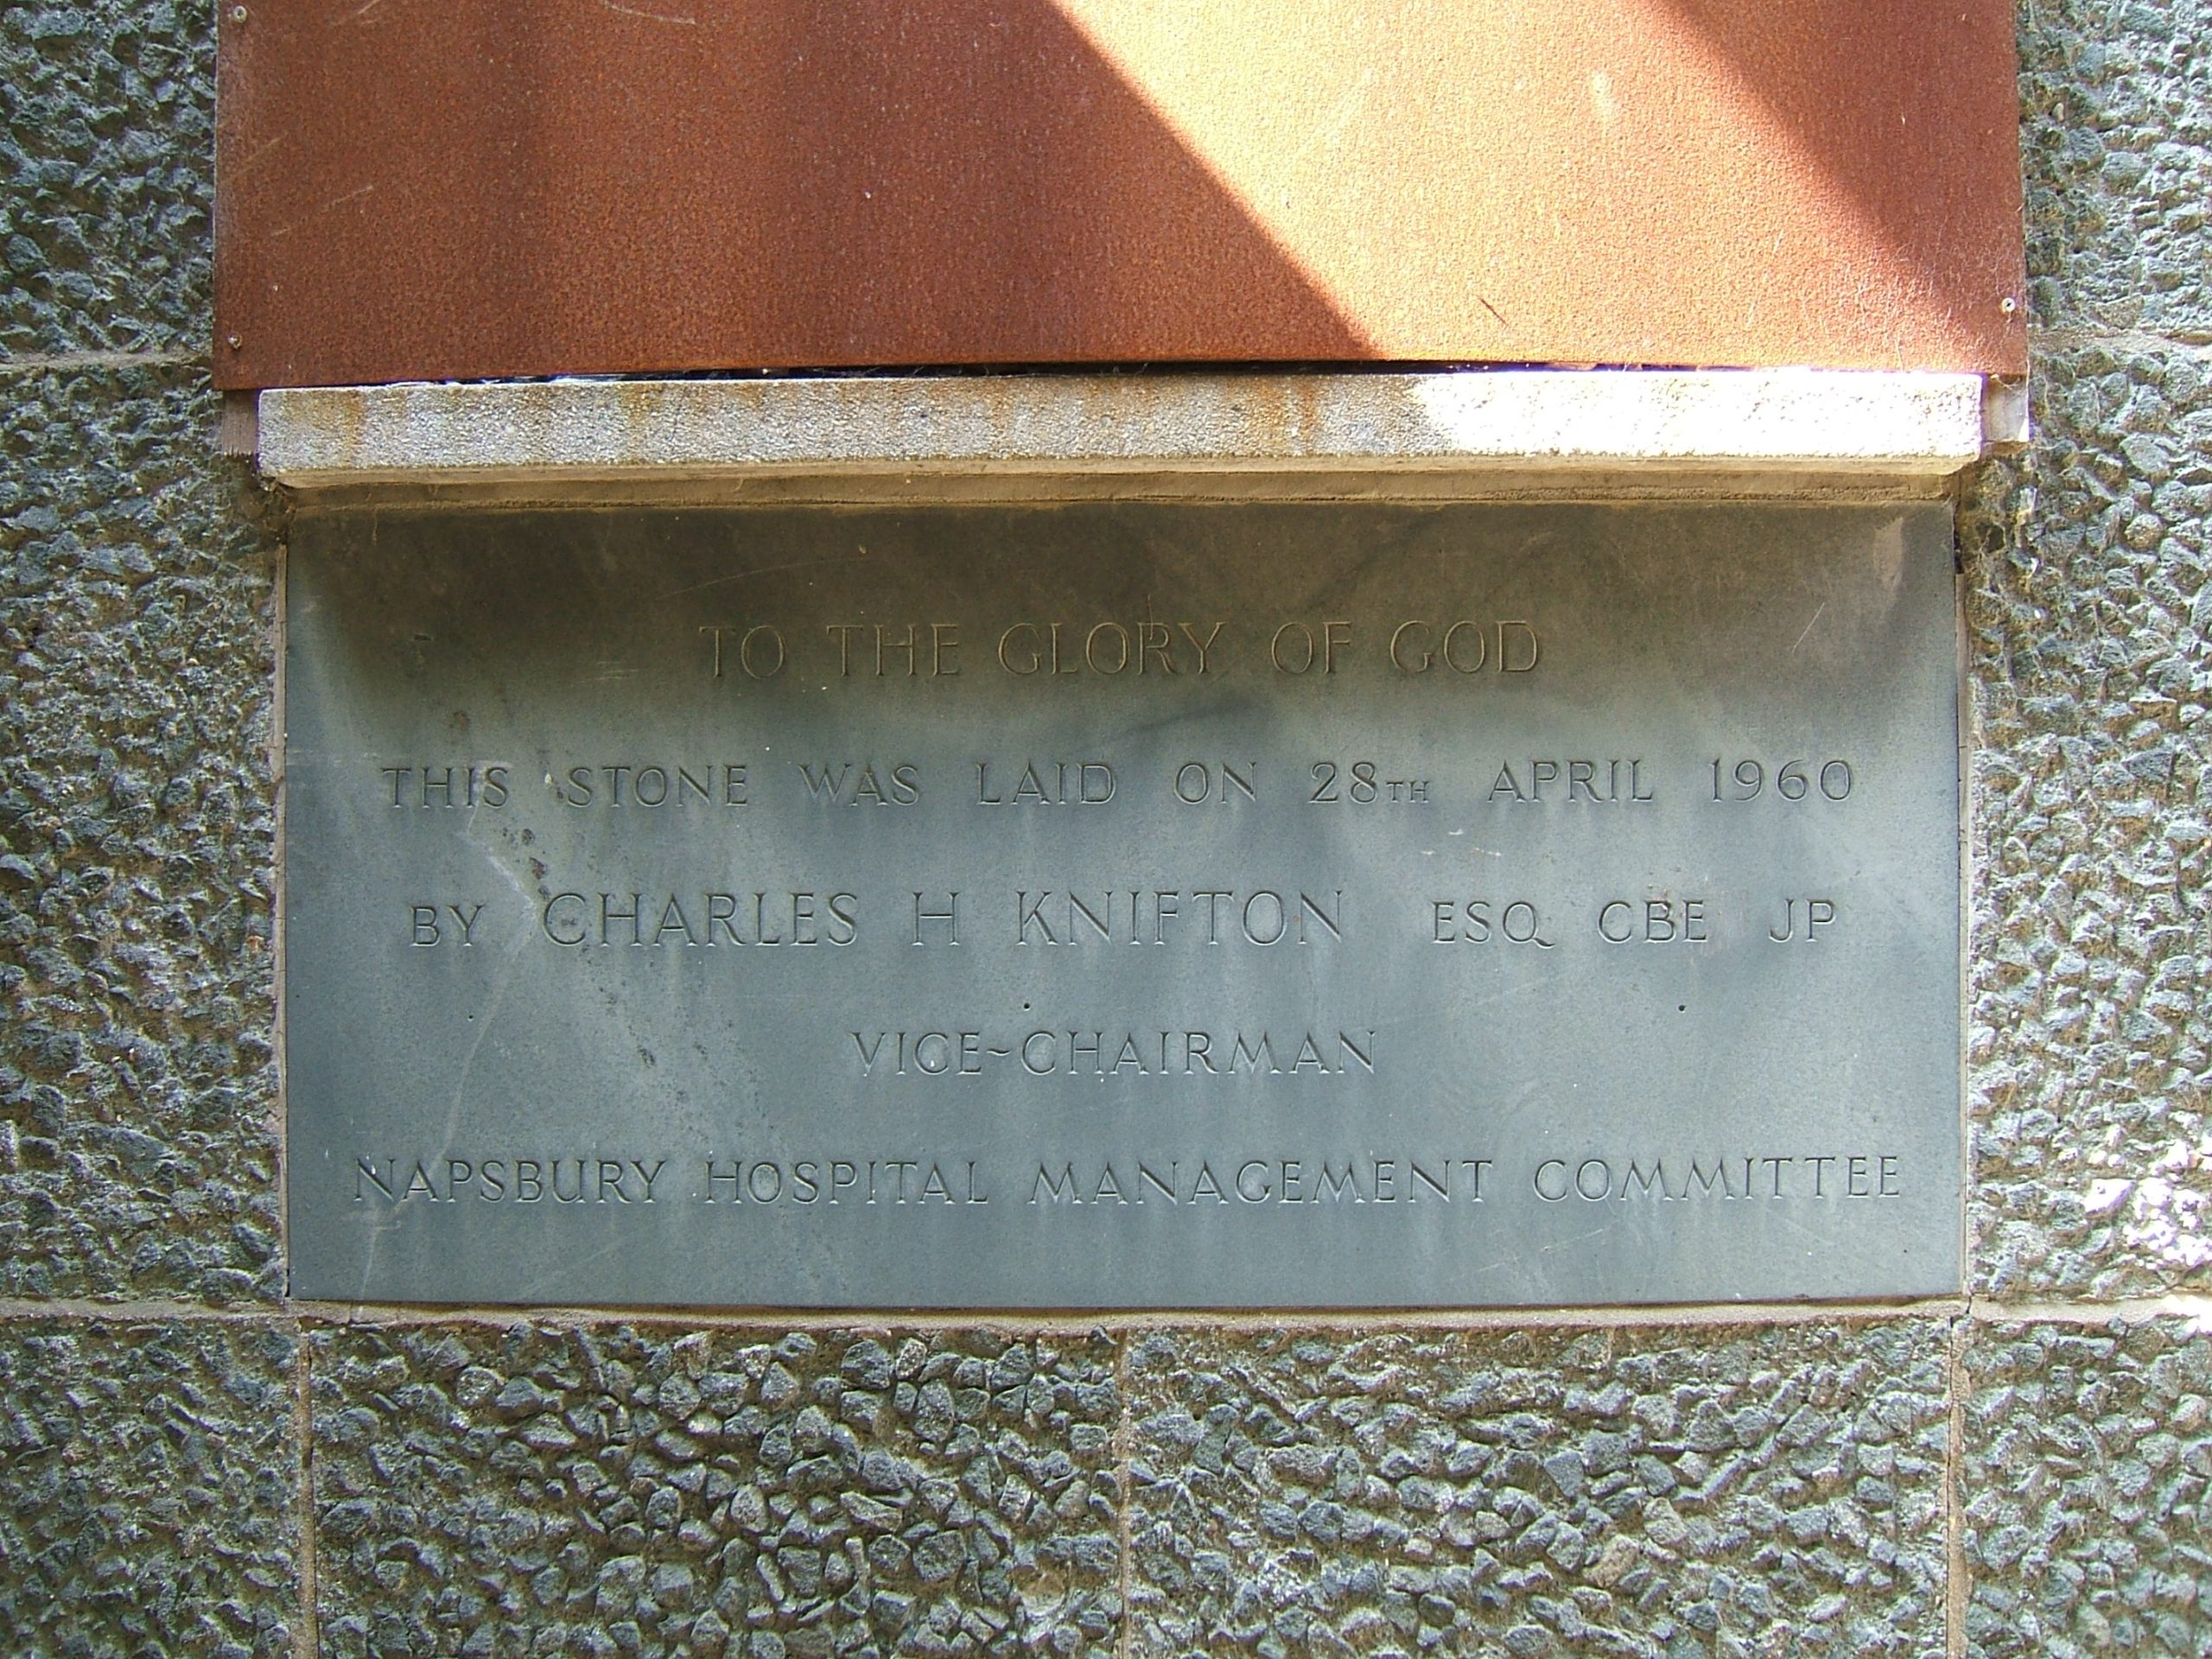 TO THE GLORY OF GOD
THIS STONE WAS LAID ON 28TH APRIL 1960
BY CHARLES H KNIFTON ESQ CBE JP
VICE~CHAIRMAN
NAPSBURY HOSPITAL MANAGEMENT COMMITTEE